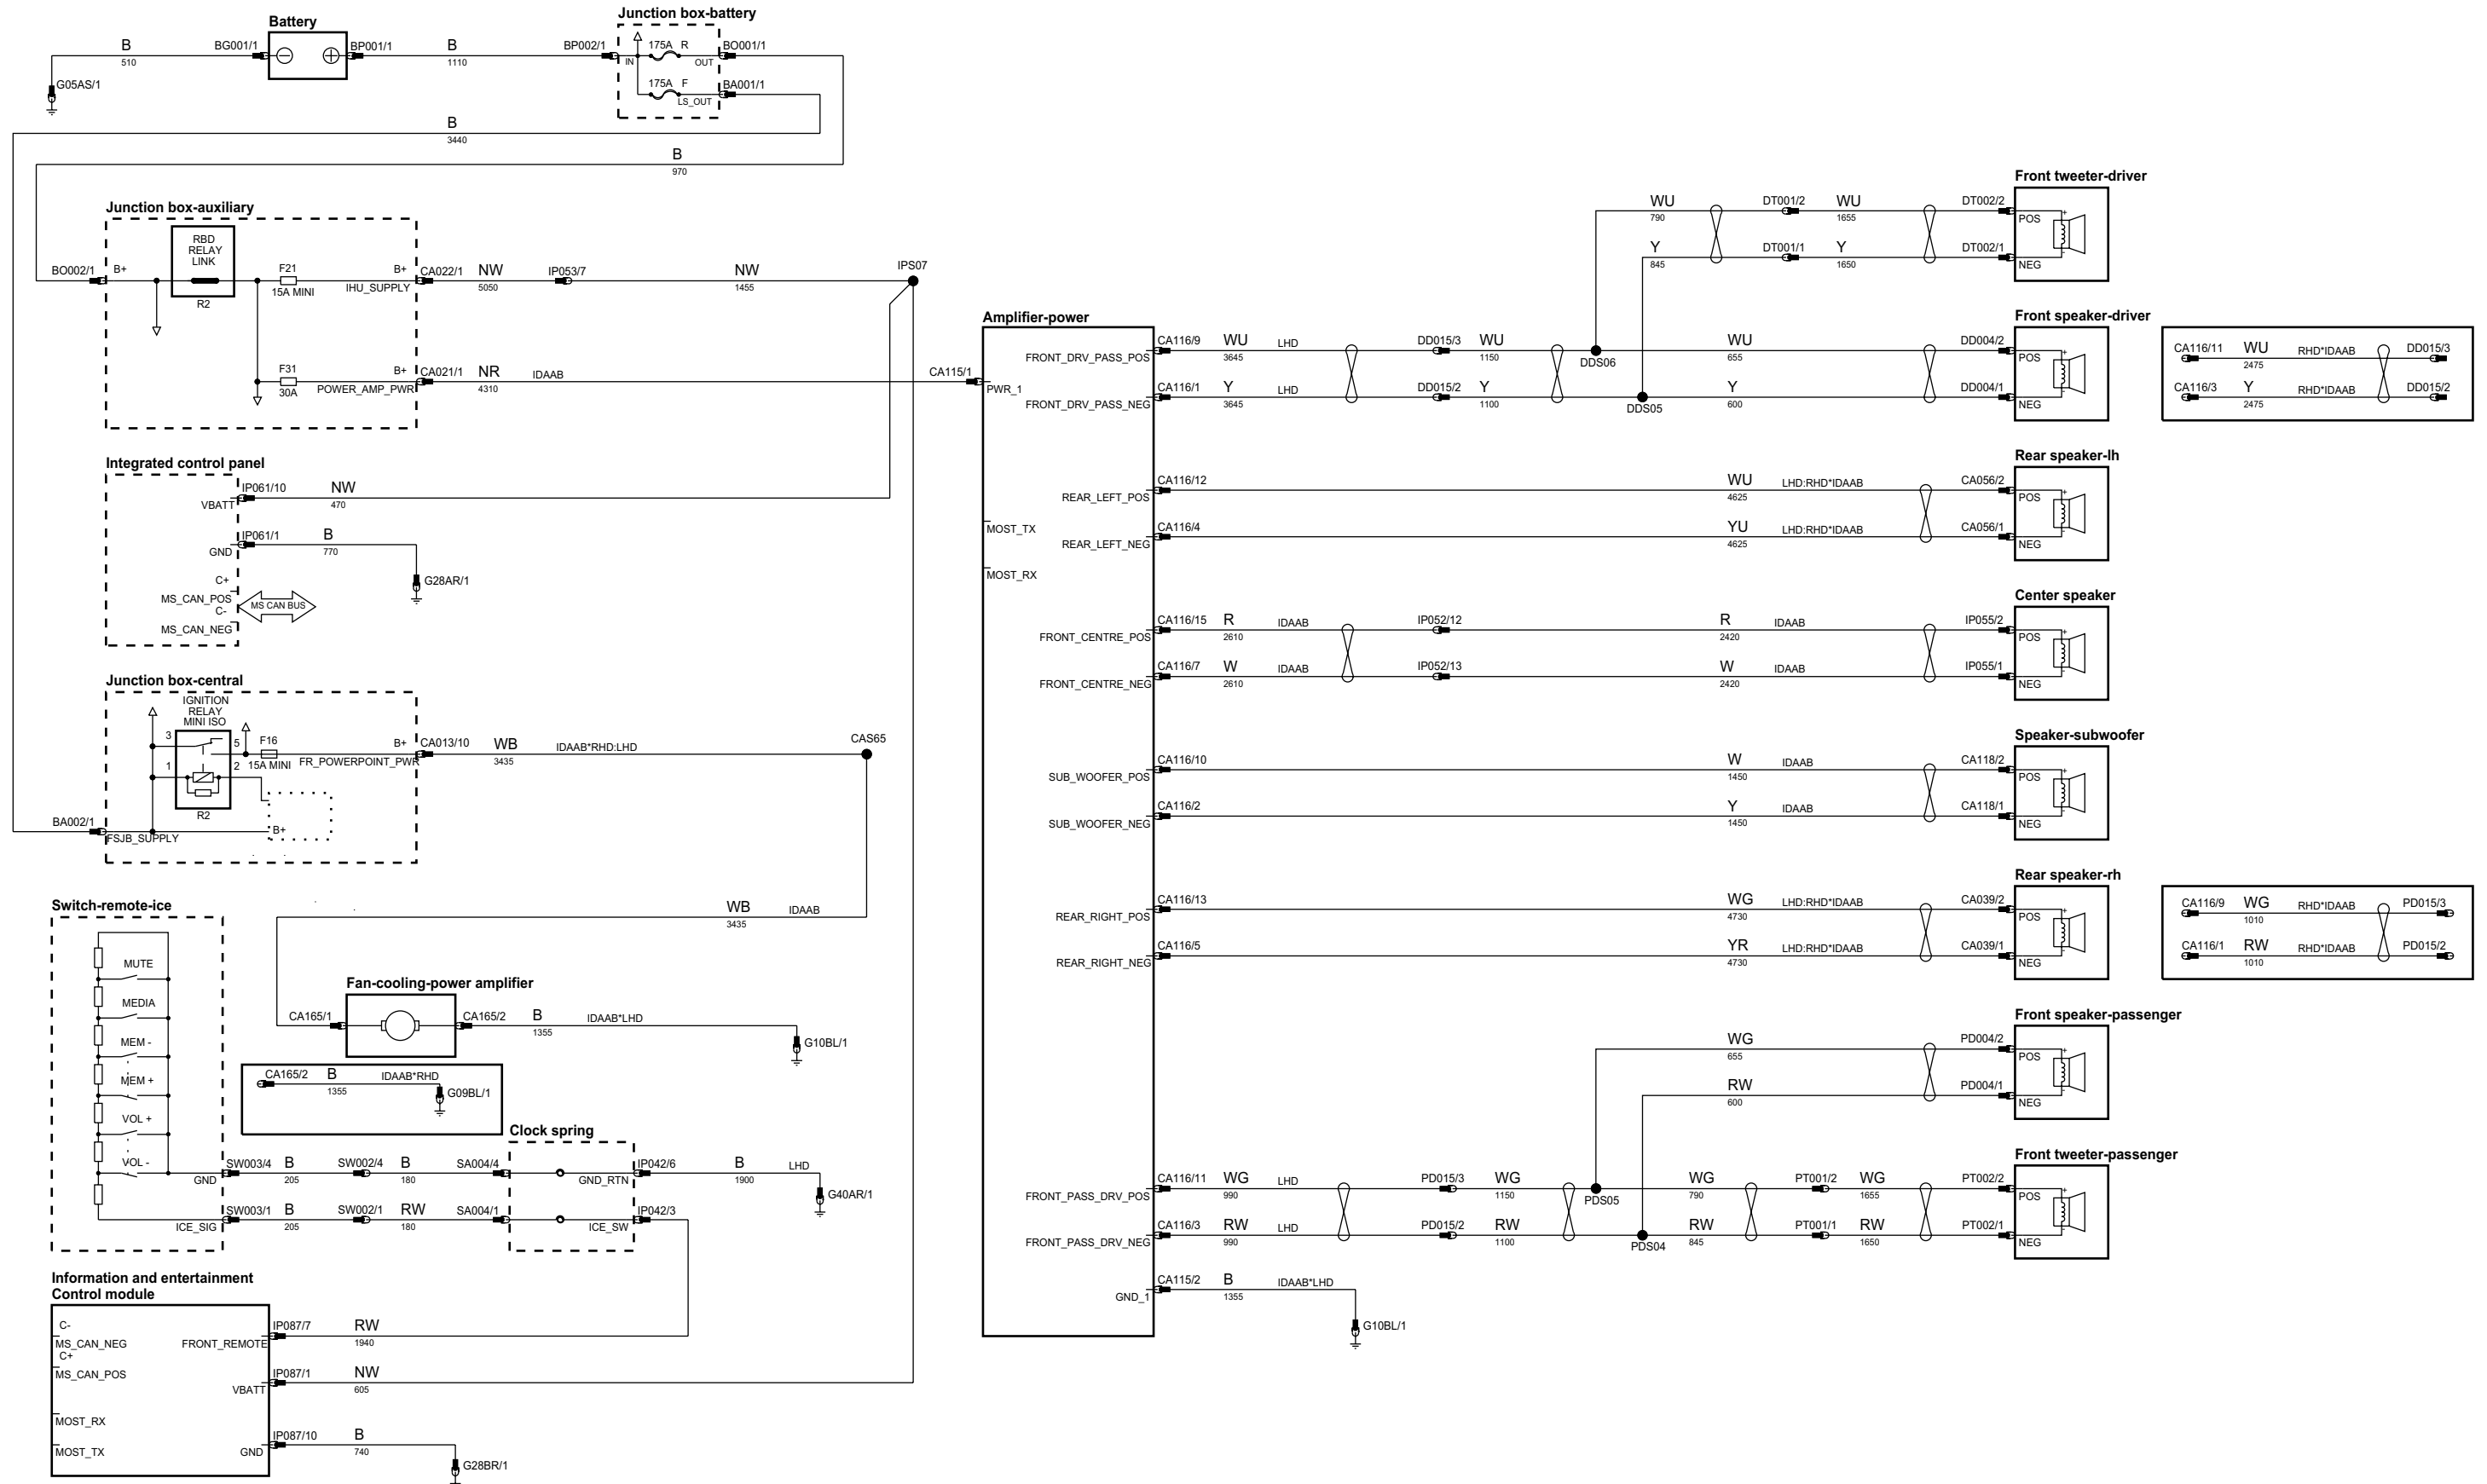 Battery
B
510
BG001/1
BP001/1
B
1110
BP002/1
G05AS/1
Junction box-battery
175A R
IN
OUT
BO001/1
175A F
LS_OUT
BA001/1
B
3440
B
970
Junction box-auxiliary
RBD
RELAY
LINK
R2
BO002/1
B+
F21
15A MINI
B+
IHU_SUPPLY
CA022/1
NW
5050
IP053/7
NW
1455
IPS07
F31
30A
B+
POWER_AMP_PWR
CA021/1
NR
4310
IDAAB
CA115/1
Integrated control panel
VBATT
IP061/10
NW
470
GND
IP061/1
B
770
G28AR/1
C+
MS_CAN_POS
C-
MS_CAN_NEG
MS CAN BUS
Junction box-central
IGNITION
RELAY
MINI ISO
3
5
1
2
R2
F16
15A MINI
B+
FR_POWERPOINT_PWR
CA013/10
WB
3435
IDAAB*RHD:LHD
CAS65
BA002/1
FSJB_SUPPLY
B+
WB
3435
IDAAB
Switch-remote-ice
MUTE
MEDIA
MEM -
MEM +
VOL +
VOL -
GND
SW003/4
B
205
SW002/4
B
180
SA004/4
ICE_SIG
SW003/1
B
205
SW002/1
RW
180
SA004/1
Fan-cooling-power amplifier
CA165/1
CA165/2
B
1355
IDAAB*LHD
G10BL/1
CA165/2
B
1355
IDAAB*RHD
G09BL/1
Clock spring
GND_RTN
IP042/6
B
1900
LHD
G40AR/1
ICE_SW
IP042/3
Information and entertainment
Control module
C-
MS_CAN_NEG
C+
MS_CAN_POS
MOST_RX
MOST_TX
FRONT_REMOTE
IP087/7
RW
1940
VBATT
IP087/1
NW
605
GND
IP087/10
B
740
G28BR/1
Amplifier-power
PWR_1
MOST_TX
MOST_RX
FRONT_DRV_PASS_POS
CA116/9
WU
3645
LHD
DD015/3
WU
1150
DDS06
WU
655
DD004/2
FRONT_DRV_PASS_NEG
CA116/1
Y
3645
LHD
DD015/2
Y
1100
DDS05
Y
600
DD004/1
WU
790
DT001/2
WU
1655
DT002/2
Y
845
DT001/1
Y
1650
DT002/1
Front tweeter-driver
POS
NEG
Front speaker-driver
POS
NEG
CA116/11
WU
2475
RHD*IDAAB
DD015/3
CA116/3
Y
2475
RHD*IDAAB
DD015/2
REAR_LEFT_POS
CA116/12
WU
4625
LHD:RHD*IDAAB
CA056/2
REAR_LEFT_NEG
CA116/4
YU
4625
LHD:RHD*IDAAB
CA056/1
Rear speaker-lh
POS
NEG
FRONT_CENTRE_POS
CA116/15
R
2610
IDAAB
IP052/12
R
2420
IDAAB
IP055/2
FRONT_CENTRE_NEG
CA116/7
W
2610
IDAAB
IP052/13
W
2420
IDAAB
IP055/1
Center speaker
POS
NEG
SUB_WOOFER_POS
CA116/10
W
1450
IDAAB
CA118/2
SUB_WOOFER_NEG
CA116/2
Y
1450
IDAAB
CA118/1
Speaker-subwoofer
POS
NEG
REAR_RIGHT_POS
CA116/13
WG
4730
LHD:RHD*IDAAB
CA039/2
REAR_RIGHT_NEG
CA116/5
YR
4730
LHD:RHD*IDAAB
CA039/1
Rear speaker-rh
POS
NEG
CA116/9
WG
1010
RHD*IDAAB
PD015/3
CA116/1
RW
1010
RHD*IDAAB
PD015/2
WG
655
PD004/2
RW
600
PD004/1
Front speaker-passenger
POS
NEG
FRONT_PASS_DRV_POS
CA116/11
WG
990
LHD
PD015/3
WG
1150
PDS05
WG
790
PT001/2
WG
1655
PT002/2
FRONT_PASS_DRV_NEG
CA116/3
RW
990
LHD
PD015/2
RW
1100
PDS04
RW
845
PT001/1
RW
1650
PT002/1
Front tweeter-passenger
POS
NEG
GND_1
CA115/2
B
1355
IDAAB*LHD
G10BL/1